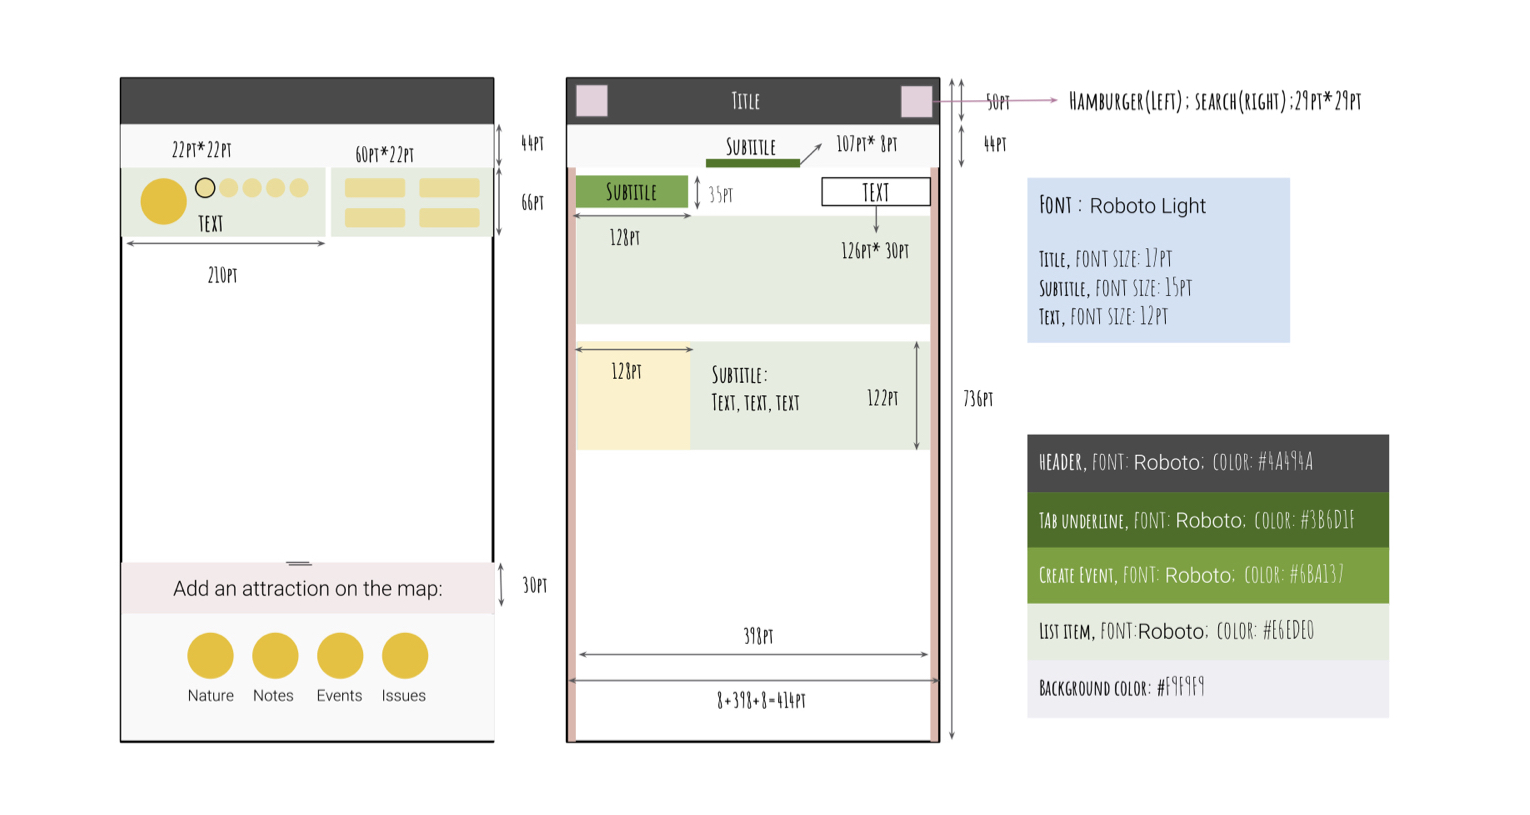 22pt*22pt
60pt*22pt
44pt
66pt
Text
210pt
Add an attraction on the map:
30pt
Nature Notes Events Issues
Title
50pt
Hamburger(left); search(right);29pt*29pt
Subtitle
107pt* 8pt
44pt
Subtitle
35pt
Text
128pt
126pt* 30pt
128pt
Subtitle:
Text, text, text
122pt
736pt
398pt
8+398+8=414pt
Font : Roboto Light
Title, font size: 17pt
Subtitle, font size: 15pt
Text, font size: 12pt
Header, font: Roboto; color: #4A494A
Tab underline, font: Roboto; color: #3B6D1F
Create Event, font: Roboto; color: #6BA137
List item, font:Roboto; color: #E6EDE0
Background color: #F9F9F9